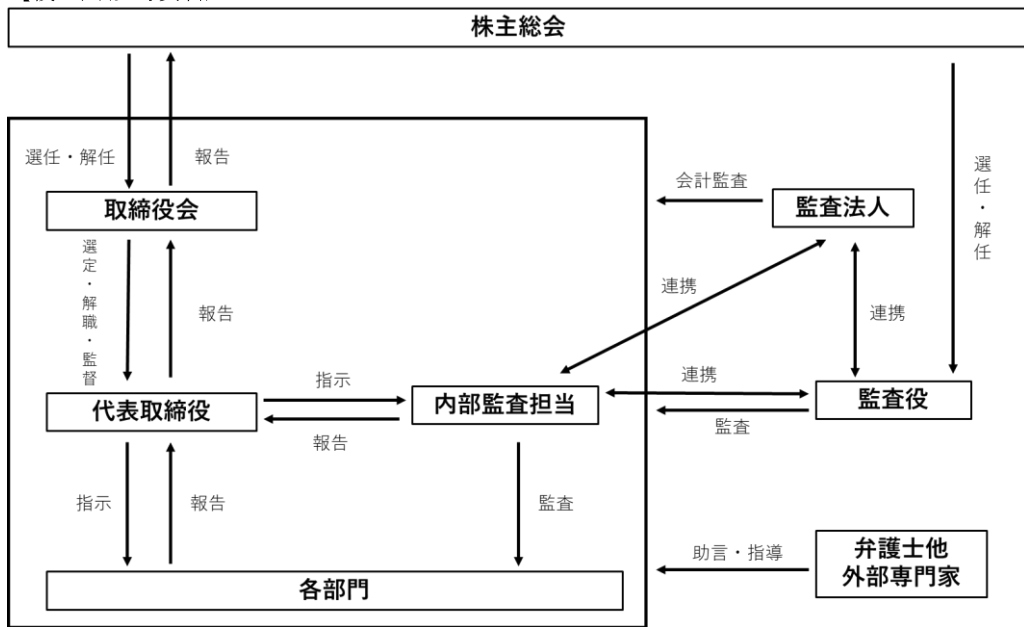 株主総会
選任・解任
報告
選任・解任
会計監査
取締役会
監査法人
選定・解職・監督
報告
連携
連携
指示
連携
代表取締役
内部監査担当
監査役
報告
監査
指示
報告
監査
助言・指導
弁護士他
外部専門家
各部門